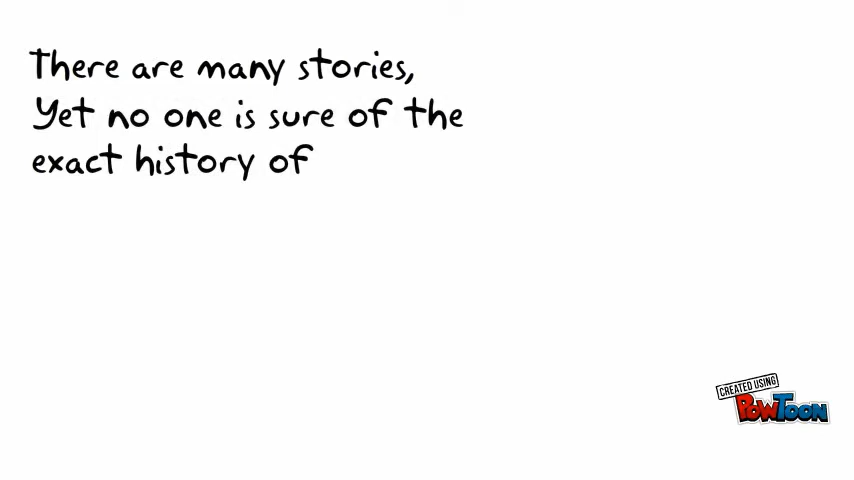 There are many stories,
Yet no one is sure of the
exact history of
CREATED USING
POWTOON